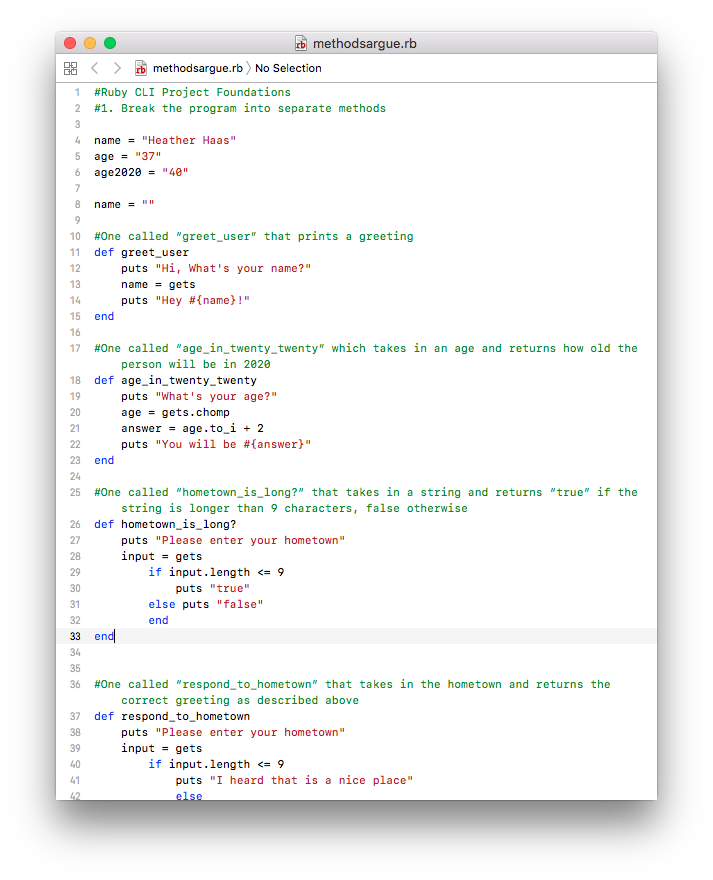 methodsargue.rb
methodsargue.rb 〉No Selection
1 #Ruby CLI Project Foundations
2 #1. Break the program into separate methods
3
4 name = "Heather Haas"
5 age = "37"
6 age2020 = "40"
7
8 name = ""
9
10 #One called “greet_user” that prints a greeting
11 def greet_user
12     puts "Hi, What's your name?"
13     name = gets
14     puts "Hey #{name}!"
15 end
16
17 #One called “age_in_twenty_twenty” which takes in an age and returns how old the
    person will be in 2020
18 def age_in_twenty_twenty
19     puts "What's your age?"
20     age = gets.chomp
21     answer = age.to_i + 2
22     puts "You will be #{answer}"
23 end
24
25 #One called “hometown_is_long?” that takes in a string and returns “true” if the
    string is longer than 9 characters, false otherwise
26 def hometown_is_long?
27     puts "Please enter your hometown"
28     input = gets
29         if input.length <= 9
30             puts "true"
31         else puts "false"
32         end
33 end
34
35
36 #One called “respond_to_hometown” that takes in the hometown and returns the
    correct greeting as described above
37 def respond_to_hometown
38     puts "Please enter your hometown"
39     input = gets
40         if input.length <= 9
41             puts "I heard that is a nice place"
42             else